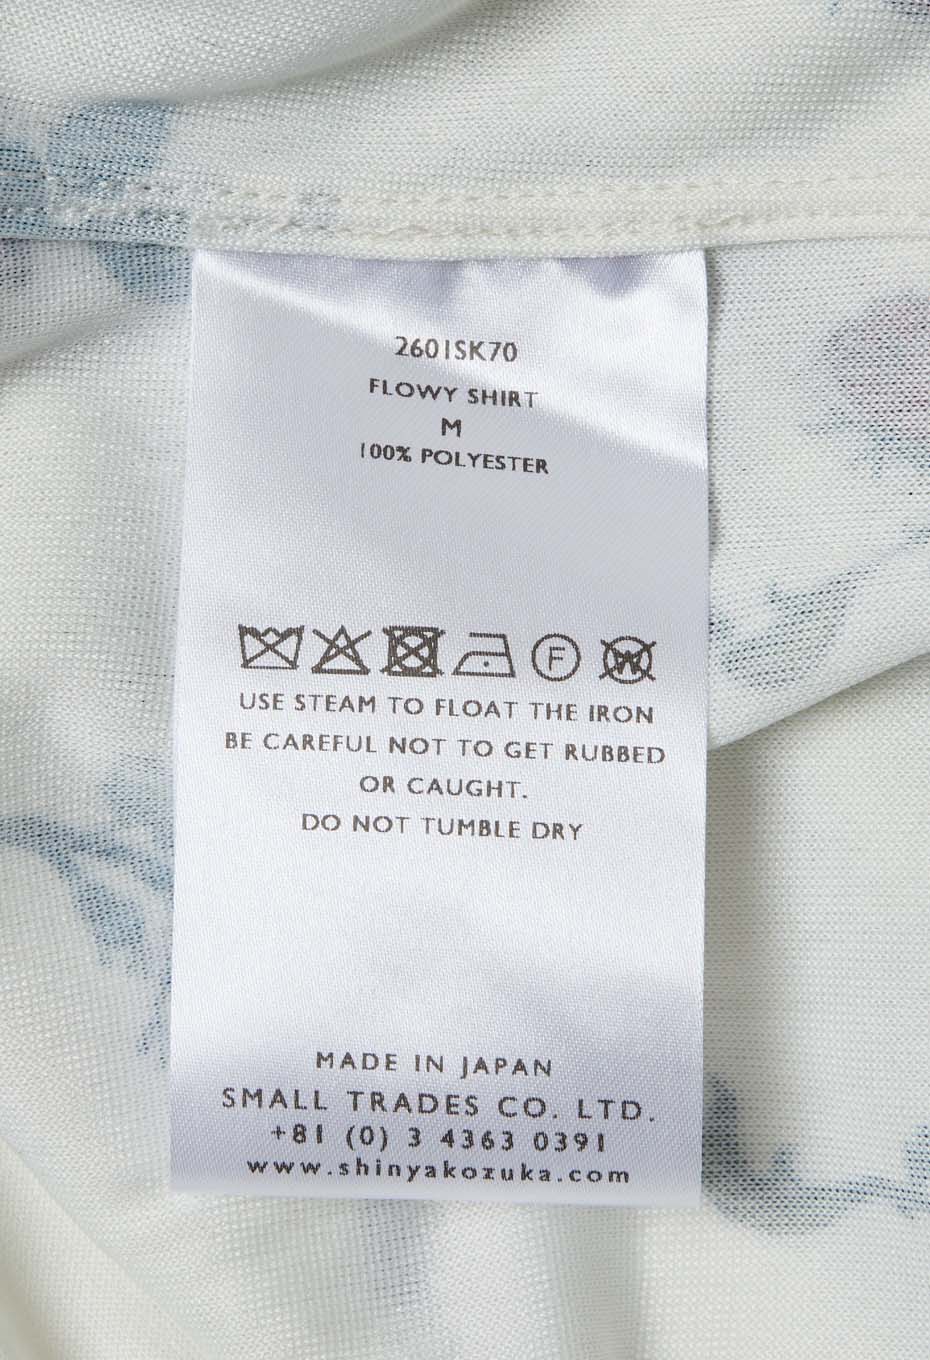 2601SK70
FLOWY SHIRT
M
100% POLYESTER
F W
USE STEAM TO FLOAT THE IRON
BE CAREFUL NOT TO GET RUBBED
OR CAUGHT.
DO NOT TUMBLE DRY
MADE IN JAPAN
SMALL TRADES CO. LTD.
+81 (0) 3 4363 0391
www.shinyakozuka.com